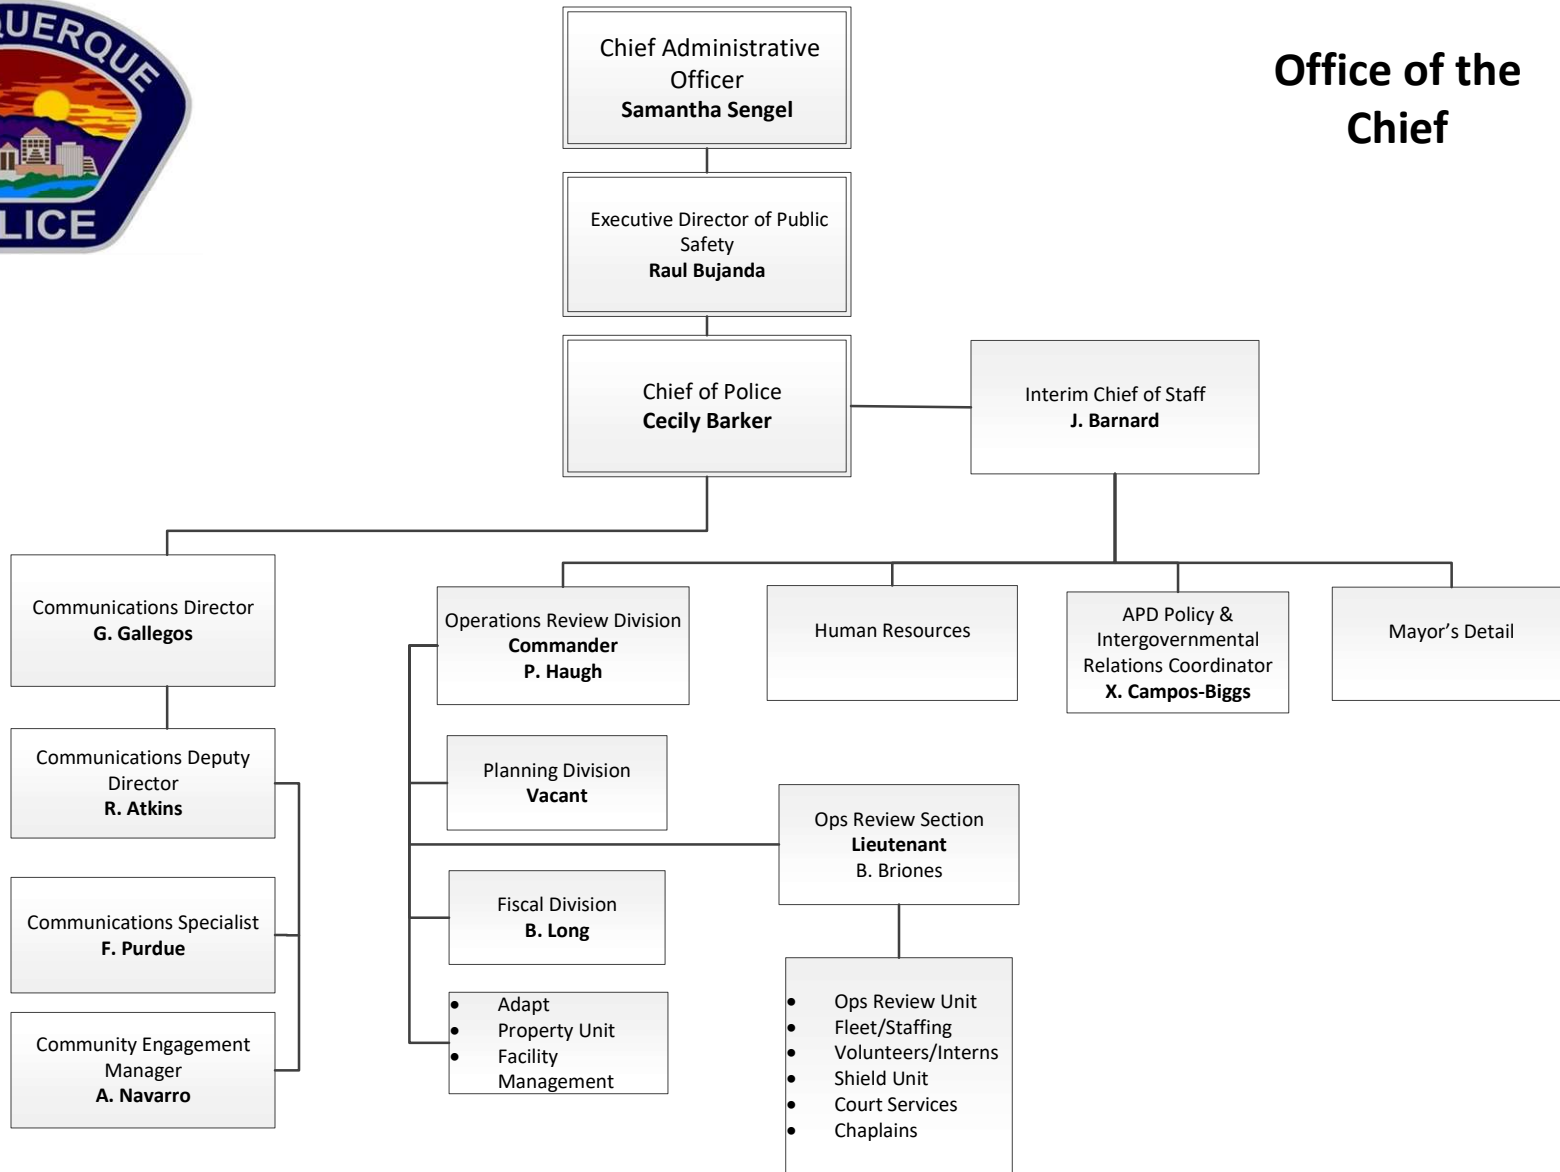 LICE
Chief Administrative
Officer
Samantha Sengel
Office of the
Chief
Executive Director of Public
Safety
Raul Bujanda
Chief of Police
Cecily Barker
Interim Chief of Staff
J. Barnard
Communications Director
G. Gallegos
Operations Review Division
Commander
P. Haugh
Human Resources
APD Policy &
Intergovernmental
Relations Coordinator
X. Campos-Biggs
Mayor’s Detail
Communications Deputy
Director
R. Atkins
Planning Division
Vacant
Ops Review Section
Lieutenant
B. Briones
Communications Specialist
F. Purdue
Fiscal Division
B. Long
Community Engagement
Manager
A. Navarro
• Adapt
• Property Unit
• Facility
Management
• Ops Review Unit
• Fleet/Staffing
• Volunteers/Interns
• Shield Unit
• Court Services
• Chaplains